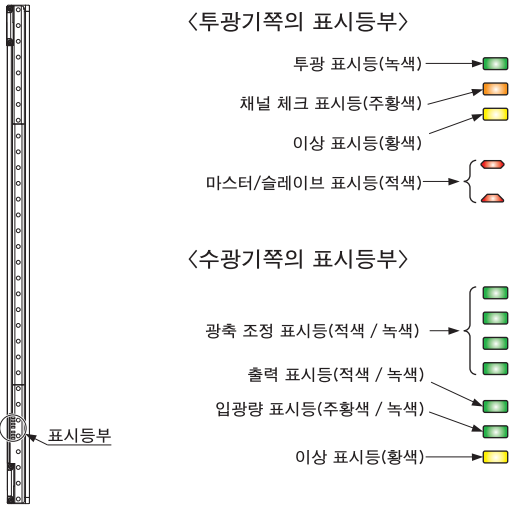 〈투광기쪽의 표시등부〉
투광 표시등(녹색)
채널 체크 표시등(주황색)
이상 표시등(황색)
마스터/슬레이브 표시등(적색)
〈수광기쪽의 표시등부〉
광축 조정 표시등(적색 / 녹색)
출력 표시등(적색 / 녹색)
입광량 표시등(주황색 / 녹색)
표시등부
이상 표시등(황색)